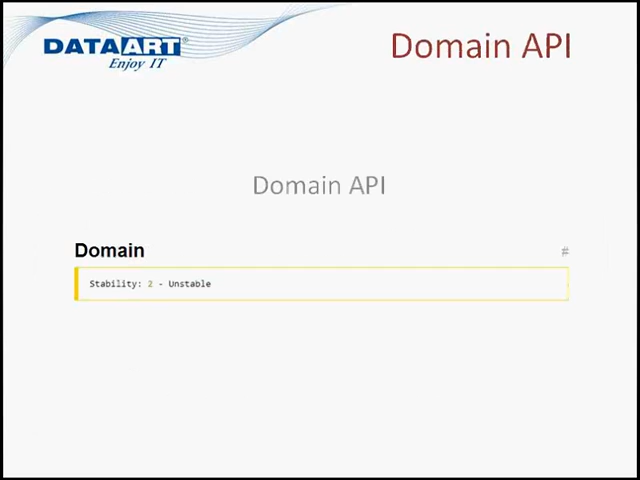 DATAART®
Enjoy IT
Domain API
Domain API
Domain #
Stability: 2 - Unstable